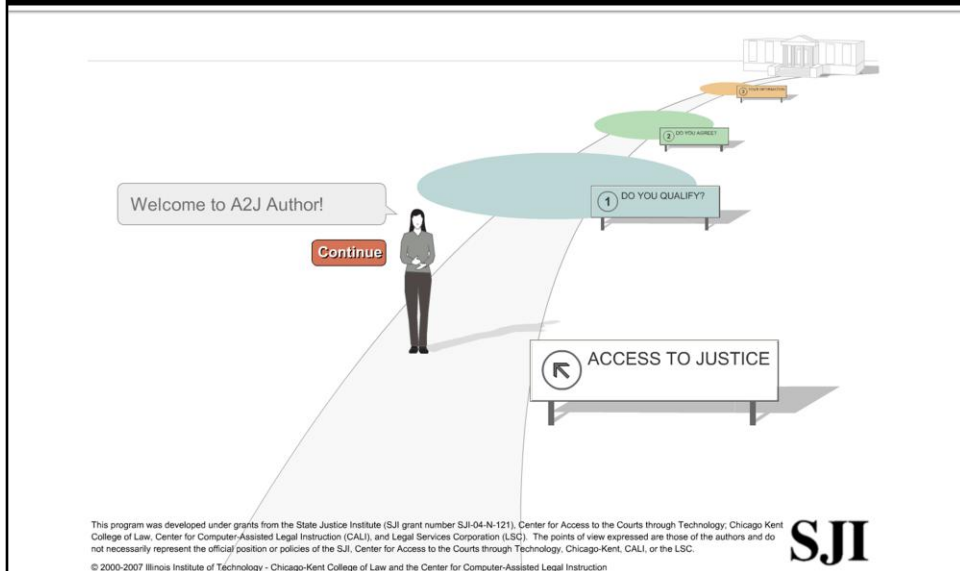 Welcome to A2J Author!
Continue
3 YOUR INFORMATION
2 DO YOU AGREE?
1 DO YOU QUALIFY?
ACCESS TO JUSTICE
This program was developed under grants from the State Justice Institute (SJI grant number SJI-04-N-121), Center for Access to the Courts through Technology; Chicago Kent
College of Law, Center for Computer-Assisted Legal Instruction (CALI), and Legal Services Corporation (LSC). The points of view expressed are those of the authors and do
not necessarily represent the official position or policies of the SJI, Center for Access to the Courts through Technology, Chicago-Kent, CALI, or the LSC.
© 2000-2007 Illinois Institute of Technology - Chicago-Kent College of Law and the Center for Computer-Assisted Legal Instruction
SJI